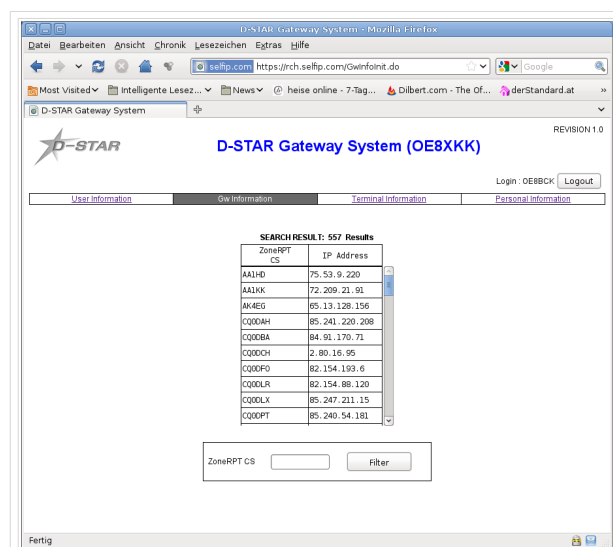 D-STAR Gateway System - Mozilla Firefox
Datei Bearbeiten Ansicht Chronik Lesezeichen Extras Hilfe
selfip.com https://rch.selfip.com/GwInfoInit.do Google
Most Visited Intelligente Lesez... News heise online - 7-Tag... Dilbert.com - The Of... derStandard.at »
D-STAR Gateway System
REVISION 1.0
D-STAR D-STAR Gateway System (OE8XKK)
Login : OE8BCK Logout
User Information Gw Information Terminal Information Personal Information
SEARCH RESULT: 557 Results
ZoneRPT CS IP Address
AA1HD 75.53.9.220
AA1KK 72.209.21.91
AK4EG 65.13.128.156
CQ0DAH 85.241.220.208
CQ0DBA 84.91.170.71
CQ0DCH 2.80.16.95
CQ0DFO 82.154.193.6
CQ0DLR 82.154.88.120
CQ0DLX 85.247.211.15
CQ0DPT 85.240.54.181
ZoneRPT CS Filter
Fertig